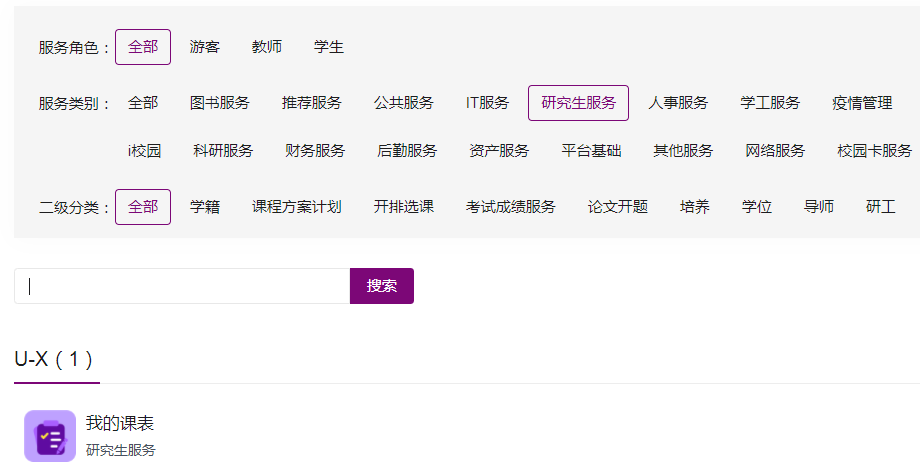 服务角色： 全部 游客 教师 学生
服务类别： 全部 图书服务 推荐服务 公共服务 IT服务 研究生服务 人事服务 学工服务 疫情管理
i校园 科研服务 财务服务 后勤服务 资产服务 平台基础 其他服务 网络服务 校园卡服务
二级分类： 全部 学籍 课程方案计划 开排选课 考试成绩服务 论文开题 培养 学位 导师 研工
搜索
U-X（1）
我的课表
研究生服务